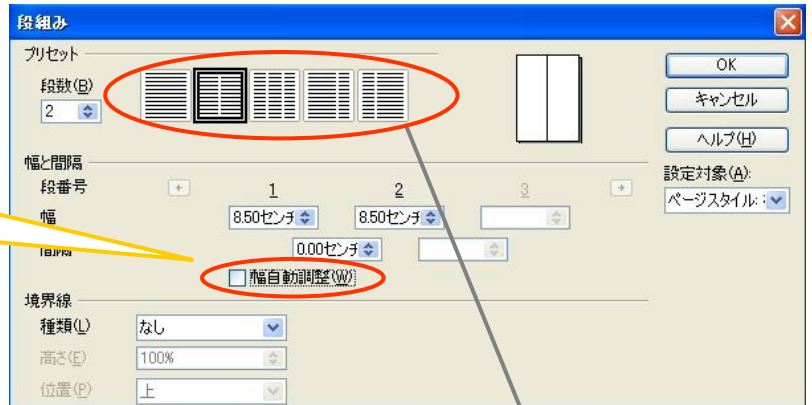 段組み
プリセット
段数(B)
2
OK
キャンセル
ヘルプ(H)
設定対象(A):
ページスタイル:
幅と間隔
段番号
1
2
3
幅
8.50センチ
8.50センチ
間隔
0.00センチ
幅自動調整(W)
境界線
種類(L)
なし
高さ(E)
100%
位置(P)
上